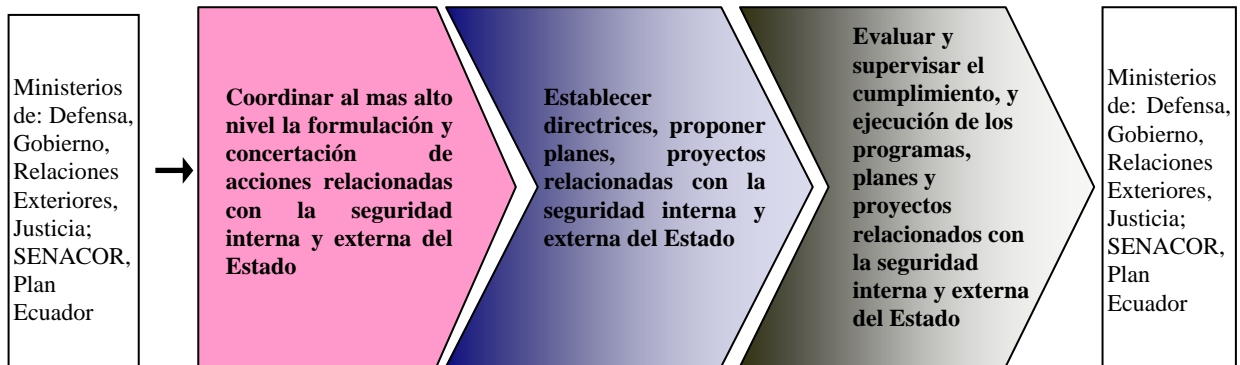 Ministerios
de: Defensa,
Gobierno,
Relaciones
Exteriores,
Justicia;
SENACOR,
Plan
Ecuador
Coordinar al mas alto
nivel la formulación y
concertación de
acciones relacionadas
con la seguridad
interna y externa del
Estado
Establecer
directrices, proponer
planes, proyectos
relacionadas con la
seguridad interna y
externa del Estado
Evaluar y
supervisar el
cumplimiento, y
ejecución de los
programas,
planes y
proyectos
relacionados con
la seguridad
interna y externa
del Estado
Ministerios
de: Defensa,
Gobierno,
Relaciones
Exteriores,
Justicia;
SENACOR,
Plan
Ecuador